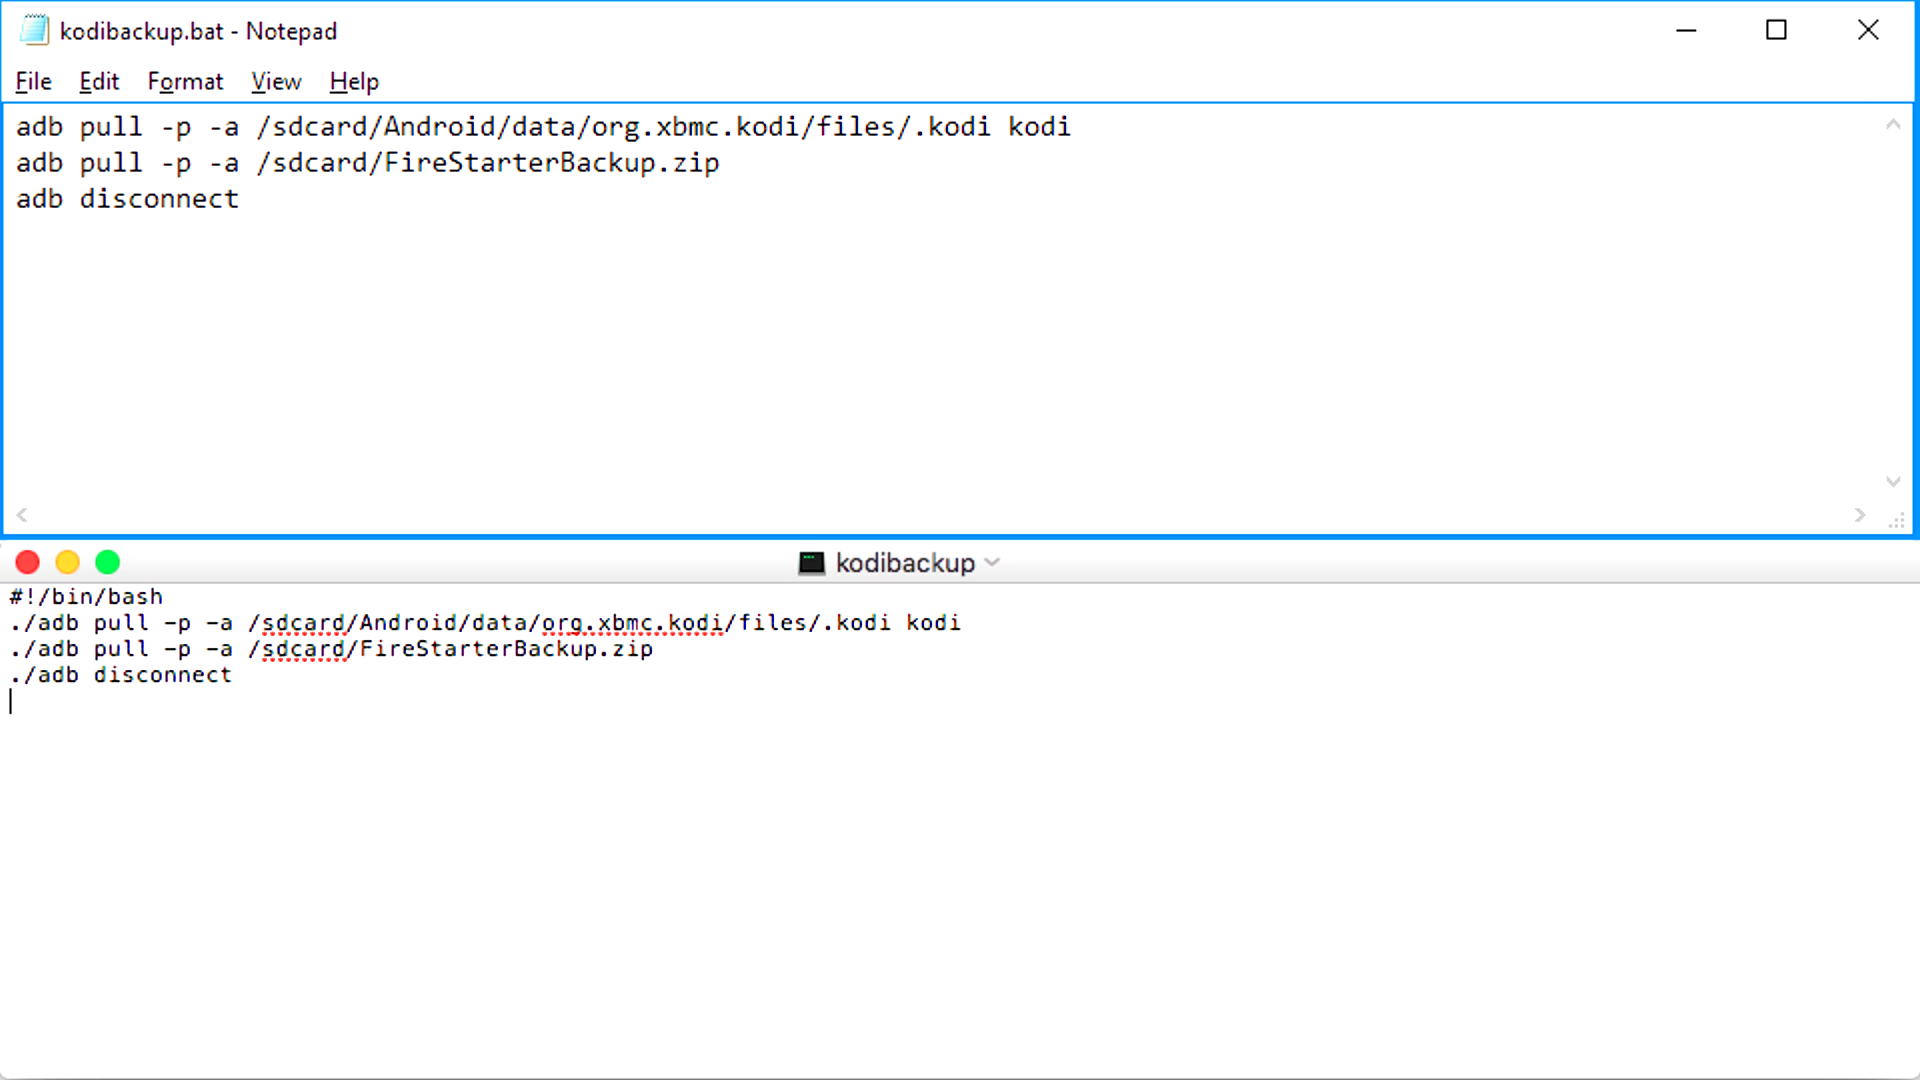 kodibackup.bat - Notepad
File Edit Format View Help
adb pull -p -a /sdcard/Android/data/org.xbmc.kodi/files/.kodi kodi
adb pull -p -a /sdcard/FireStarterBackup.zip
adb disconnect
kodibackup
#!/bin/bash
./adb pull -p -a /sdcard/Android/data/org.xbmc.kodi/files/.kodi kodi
./adb pull -p -a /sdcard/FireStarterBackup.zip
./adb disconnect